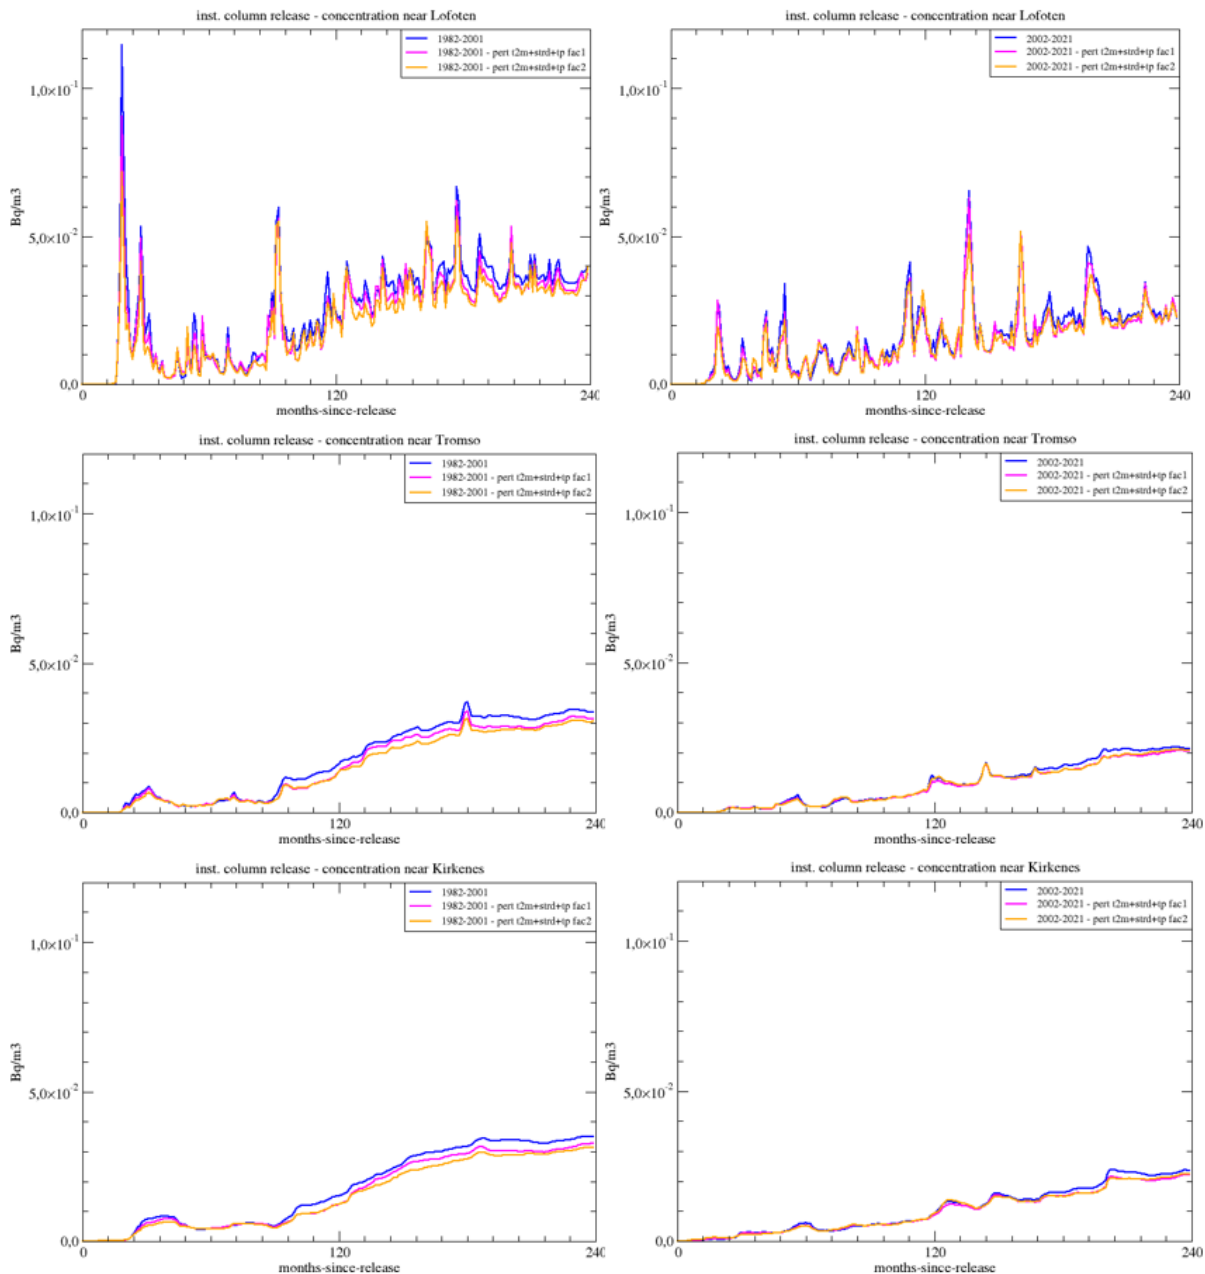 inst. column release - concentration near Lofoten
1982-2001
1982-2001 - pert t2m+strd+tp fac1
1982-2001 - pert t2m+strd+tp fac2
1,0×10⁻¹
5,0×10⁻²
0,0
Bq/m3
0
120
240
months-since-release
inst. column release - concentration near Lofoten
2002-2021
2002-2021 - pert t2m+strd+tp fac1
2002-2021 - pert t2m+strd+tp fac2
1,0×10⁻¹
5,0×10⁻²
0,0
Bq/m3
0
120
240
months-since-release
inst. column release - concentration near Tromso
1982-2001
1982-2001 - pert t2m+strd+tp fac1
1982-2001 - pert t2m+strd+tp fac2
1,0×10⁻¹
5,0×10⁻²
0,0
Bq/m3
0
120
240
months-since-release
inst. column release - concentration near Tromso
2002-2021
2002-2021 - pert t2m+strd+tp fac1
2002-2021 - pert t2m+strd+tp fac2
1,0×10⁻¹
5,0×10⁻²
0,0
Bq/m3
0
120
240
months-since-release
inst. column release - concentration near Kirkenes
1982-2001
1982-2001 - pert t2m+strd+tp fac1
1982-2001 - pert t2m+strd+tp fac2
1,0×10⁻¹
5,0×10⁻²
0,0
Bq/m3
0
120
240
months-since-release
inst. column release - concentration near Kirkenes
2002-2021
2002-2021 - pert t2m+strd+tp fac1
2002-2021 - pert t2m+strd+tp fac2
1,0×10⁻¹
5,0×10⁻²
0,0
Bq/m3
0
120
240
months-since-release